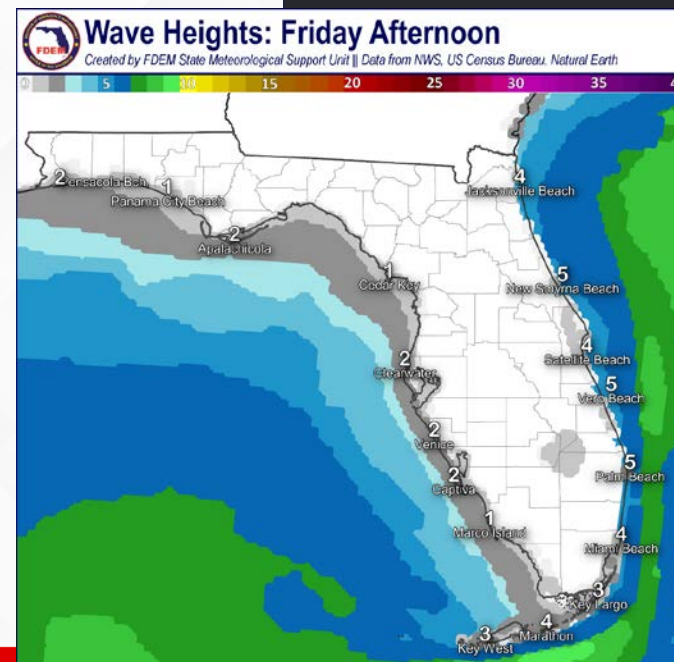 FDEM
Wave Heights: Friday Afternoon
Created by FDEM State Meteorological Support Unit || Data from NWS, US Census Bureau, Natural Earth
0 5 10 15 20 25 30 35 4
2 Pensacola Bch
1
Panama City Beach
2
Apalachicola
4
Jacksonville Beach
1
Cedar Key
5
New Smyrna Beach
4
Satellite Beach
2
Clearwater
5
Vero Beach
2
Venice
2
Captiva
5
Palm Beach
1
Marco Island
4
Miami Beach
3
3
Key Largo
4
Marathon
3
Key West